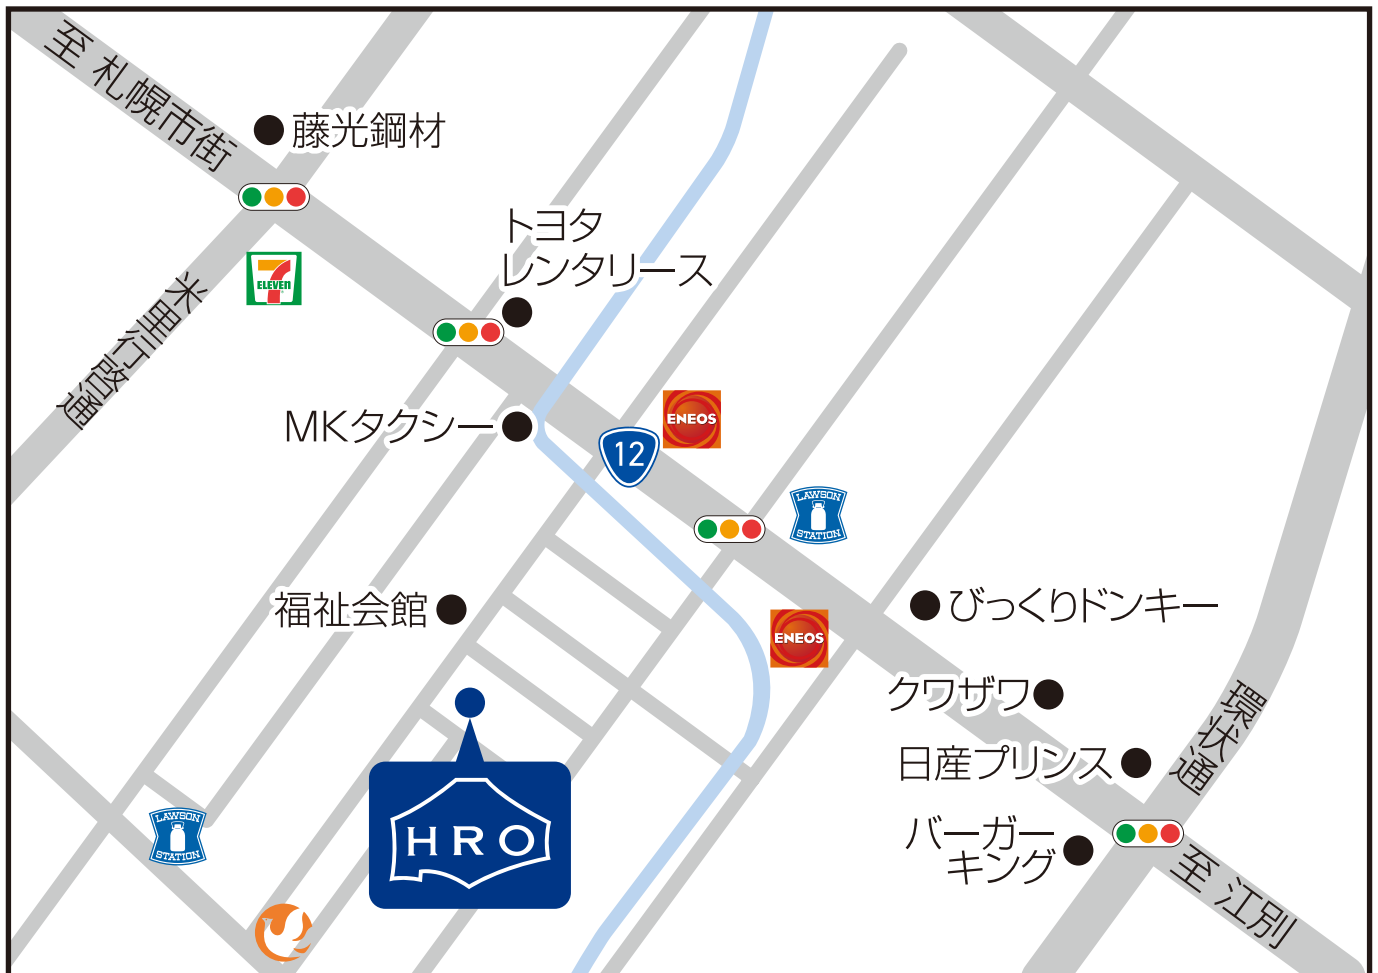 至 札幌市街
藤光鋼材
トヨタ
レンタリース
7
ELEVEN
米里行啓通
MKタクシー
ENEOS
12
LAWSON
STATION
福祉会館
びっくりドンキー
ENEOS
クワザワ
環状通
日産プリンス
バーガー
キング
HRO
LAWSON
STATION
至 江別